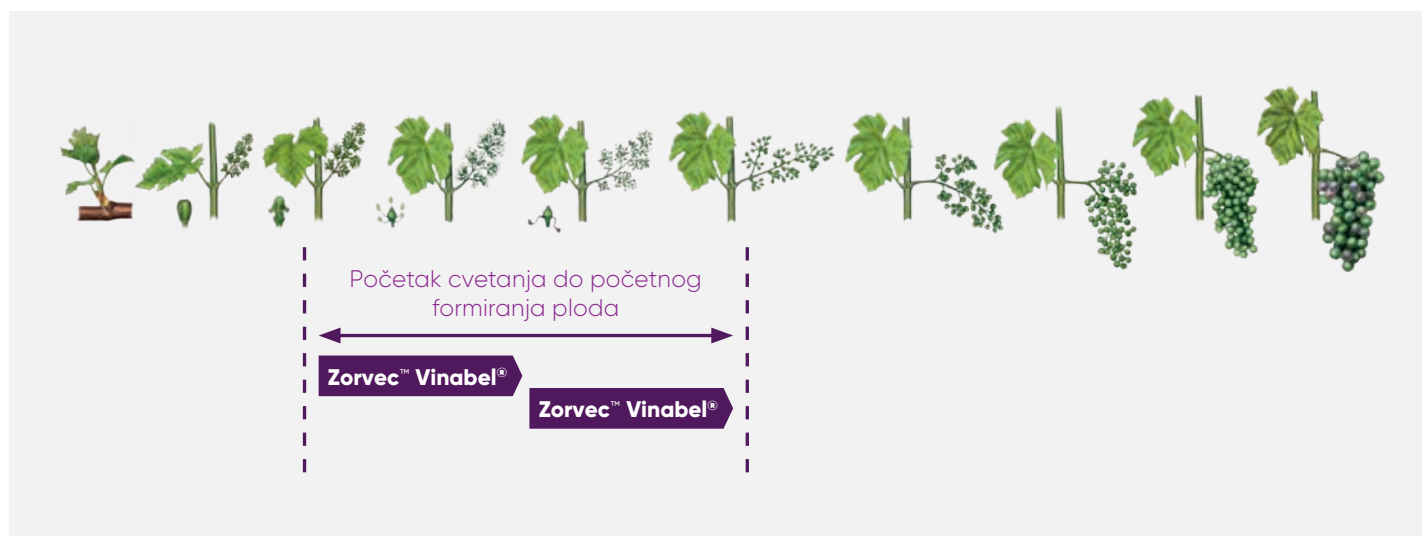 Početak cvetanja do početnog
formiranja ploda
Zorvec™ Vinabel®
Zorvec™ Vinabel®